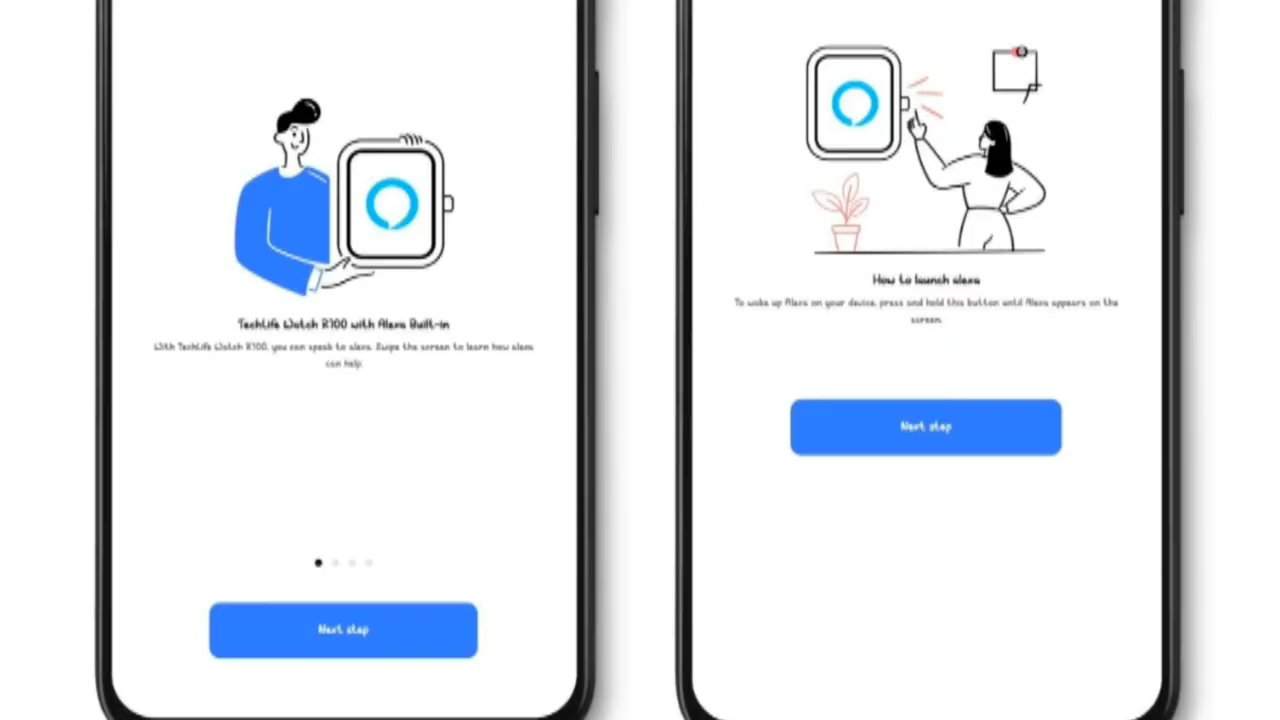 TechLife Watch R100 with Alexa Built-in
With TechLife Watch R100, you can speak to alexa. Swipe the screen to learn how alexa
can help.
Next step
How to launch alexa
To wake up Alexa on your device, press and hold this button until Alexa appears on the
screen.
Next step